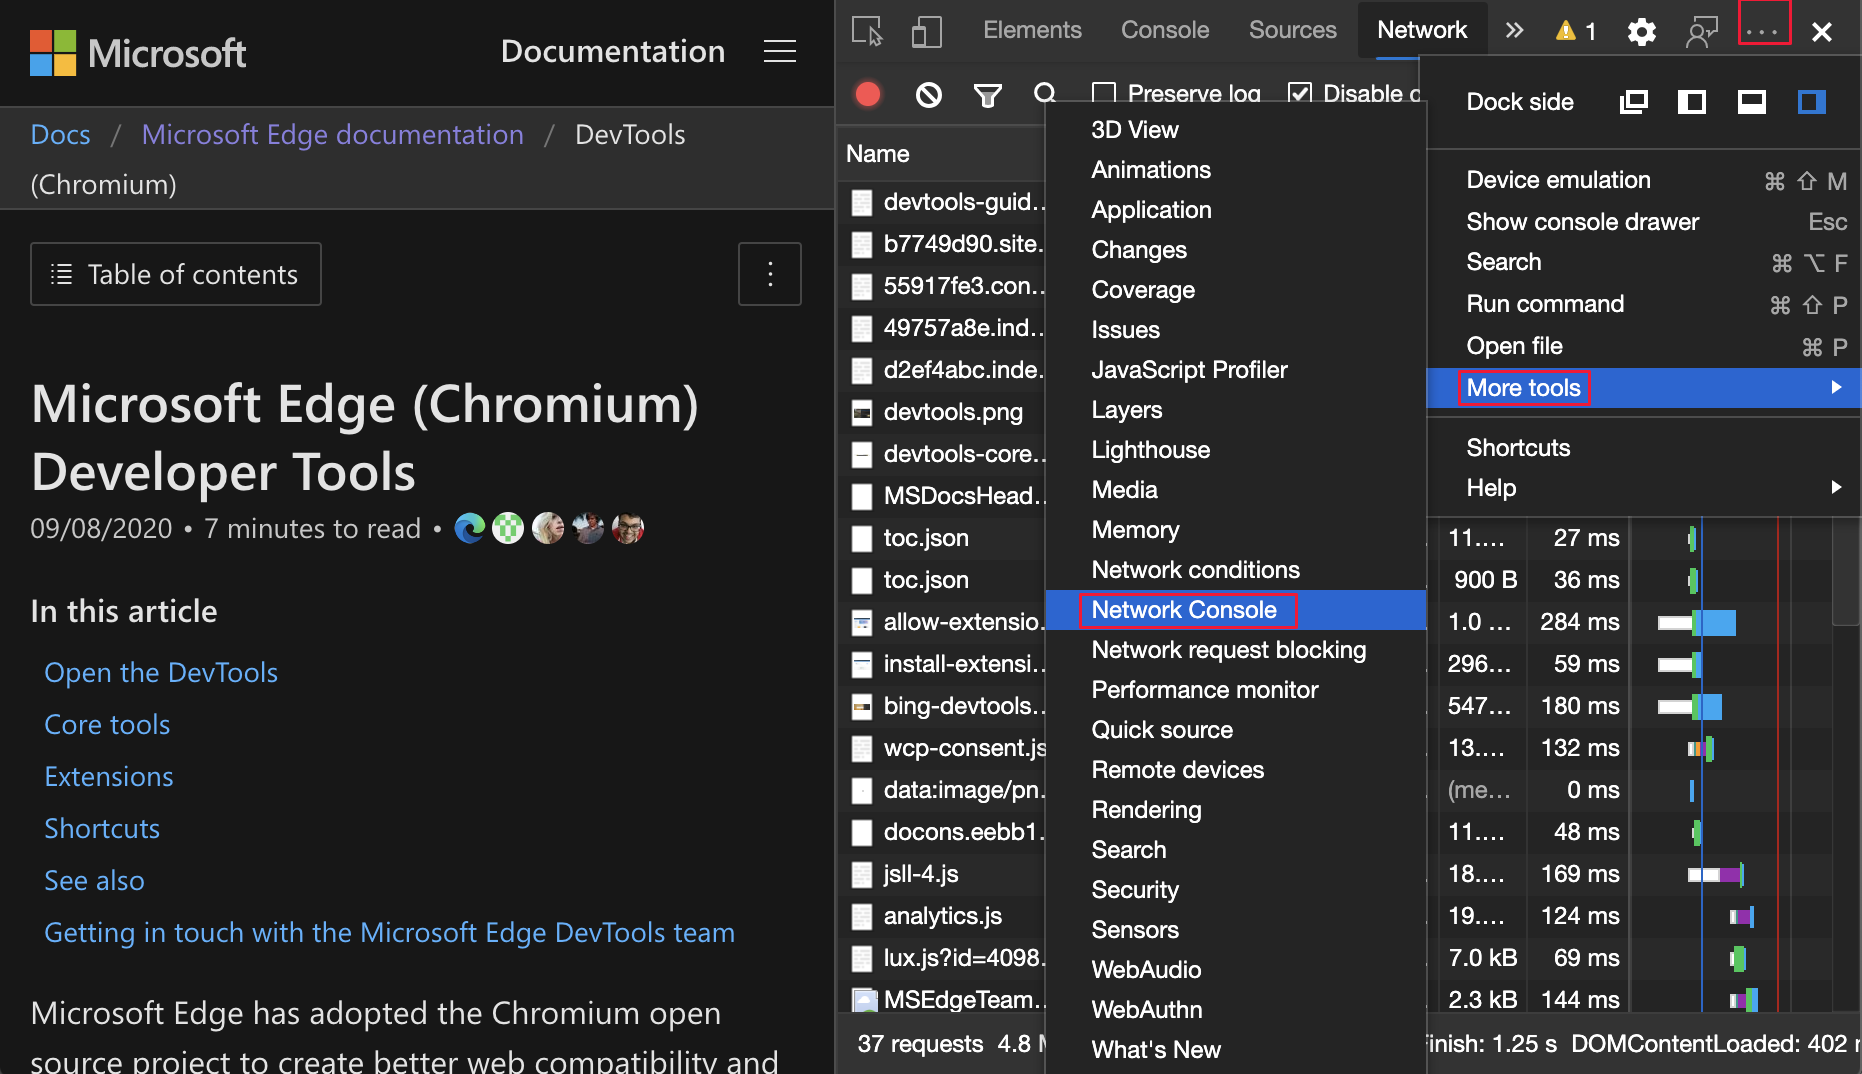 Microsoft
Documentation
Docs / Microsoft Edge documentation / DevTools
(Chromium)
Table of contents
Microsoft Edge (Chromium)
Developer Tools
09/08/2020 • 7 minutes to read •
In this article
Open the DevTools
Core tools
Extensions
Shortcuts
See also
Getting in touch with the Microsoft Edge DevTools team
Microsoft Edge has adopted the Chromium open
source project to create better web compatibility and
Elements
Console
Sources
Network
1
Preserve log
Disable c
Name
devtools-guid…
b7749d90.site.
55917fe3.con…
49757a8e.ind…
d2ef4abc.inde.
devtools.png
devtools-core…
MSDocsHead…
toc.json
toc.json
allow-extensio.
install-extensi…
bing-devtools…
wcp-consent.js
data:image/pn.
docons.eebb1.
jsll-4.js
analytics.js
lux.js?id=4098.
MSEdgeTeam…
3D View
Animations
Application
Changes
Coverage
Issues
JavaScript Profiler
Layers
Lighthouse
Media
Memory
Network conditions
Network Console
Network request blocking
Performance monitor
Quick source
Remote devices
Rendering
Search
Security
Sensors
WebAudio
WebAuthn
What's New
Dock side
Device emulation ⌘ ⇧ M
Show console drawer Esc
Search ⌘ ⌥ F
Run command ⌘ ⇧ P
Open file ⌘ P
More tools
Shortcuts
Help
11.… 27 ms
900 B 36 ms
1.0 … 284 ms
296… 59 ms
547… 180 ms
13.… 132 ms
(me… 0 ms
11.… 48 ms
18.… 169 ms
19.… 124 ms
7.0 kB 69 ms
2.3 kB 144 ms
37 requests 4.8 M
Finish: 1.25 s DOMContentLoaded: 402